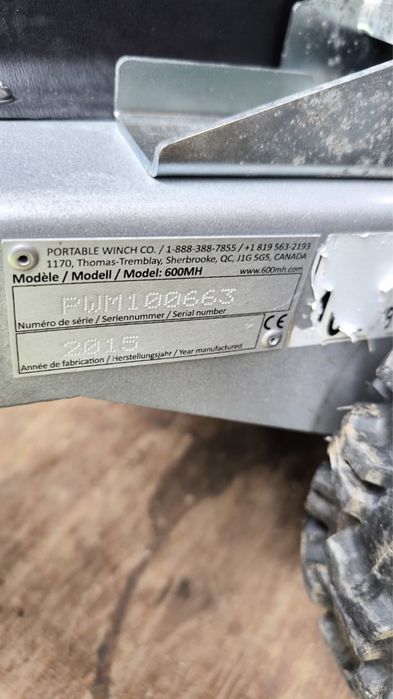 PORTABLE WINCH CO. / 1-888-388-7855 / +1 819 563-2193
1170, Thomas-Tremblay, Sherbrooke, QC, J1G 5G5, CANADA
Modèle / Modell / Model: 600MH www.600mh.com
PWM100663
Numéro de série / Seriennummer / Serial number
2015
CE
Année de fabrication / Herstellungsjahr / Year manufactured